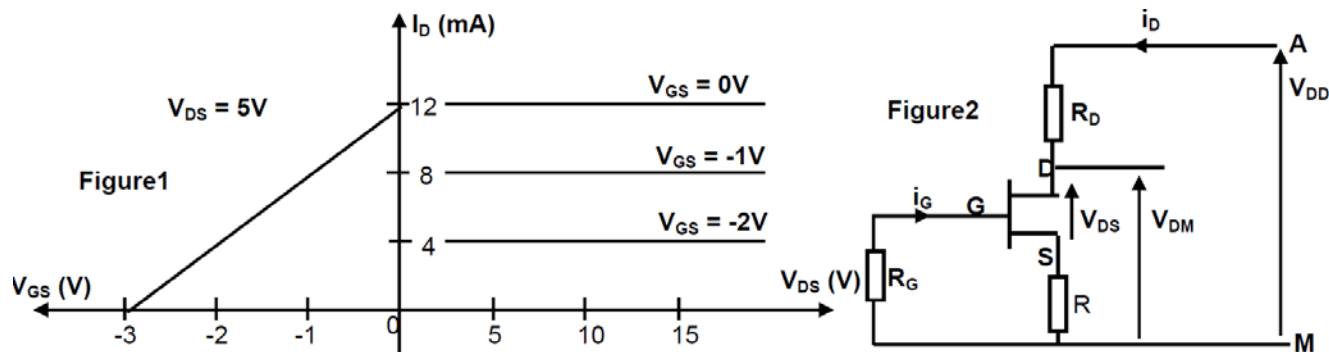 I_D (mA)
V_GS = 0V
V_DS = 5V
12
Figure1
V_GS = -1V
8
V_GS = -2V
4
V_GS (V)
V_DS (V)
-3
-2
-1
0
5
10
15
i_D
A
V_DD
Figure2
R_D
D
i_G
G
V_DS
V_DM
S
R_G
R
M